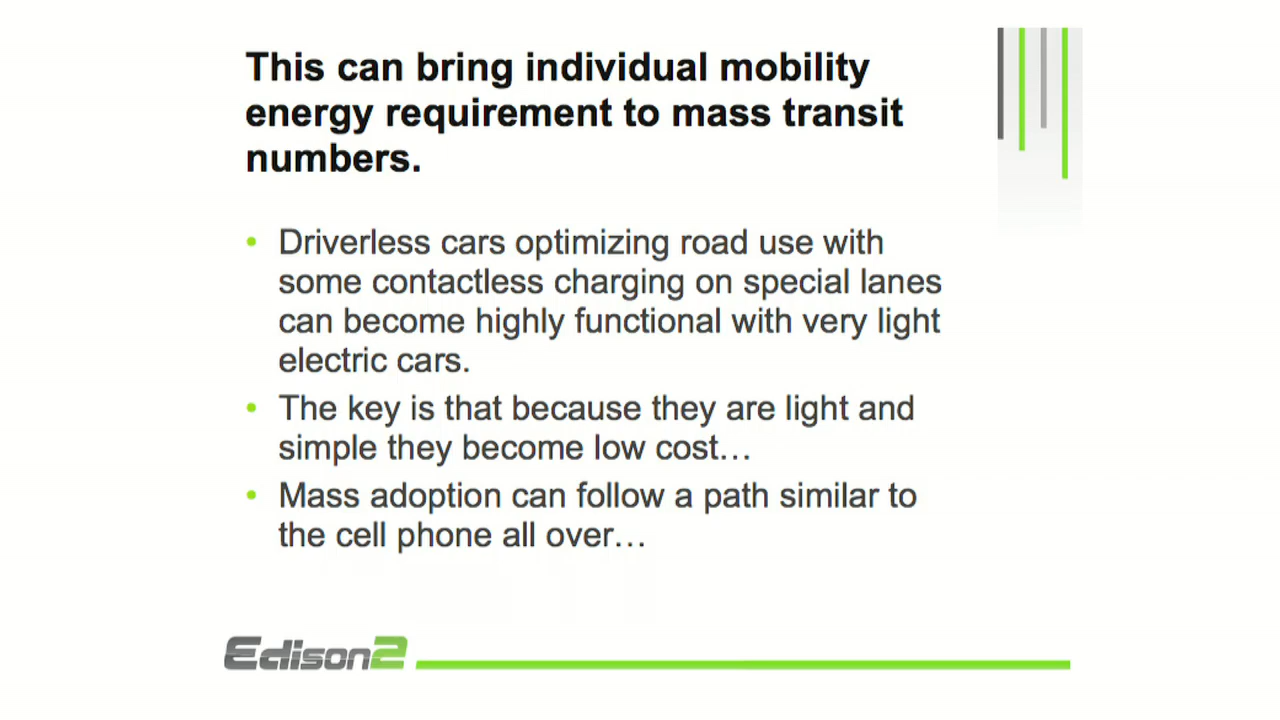 This can bring individual mobility
energy requirement to mass transit
numbers.
• Driverless cars optimizing road use with
some contactless charging on special lanes
can become highly functional with very light
electric cars.
• The key is that because they are light and
simple they become low cost…
• Mass adoption can follow a path similar to
the cell phone all over…
Edison2